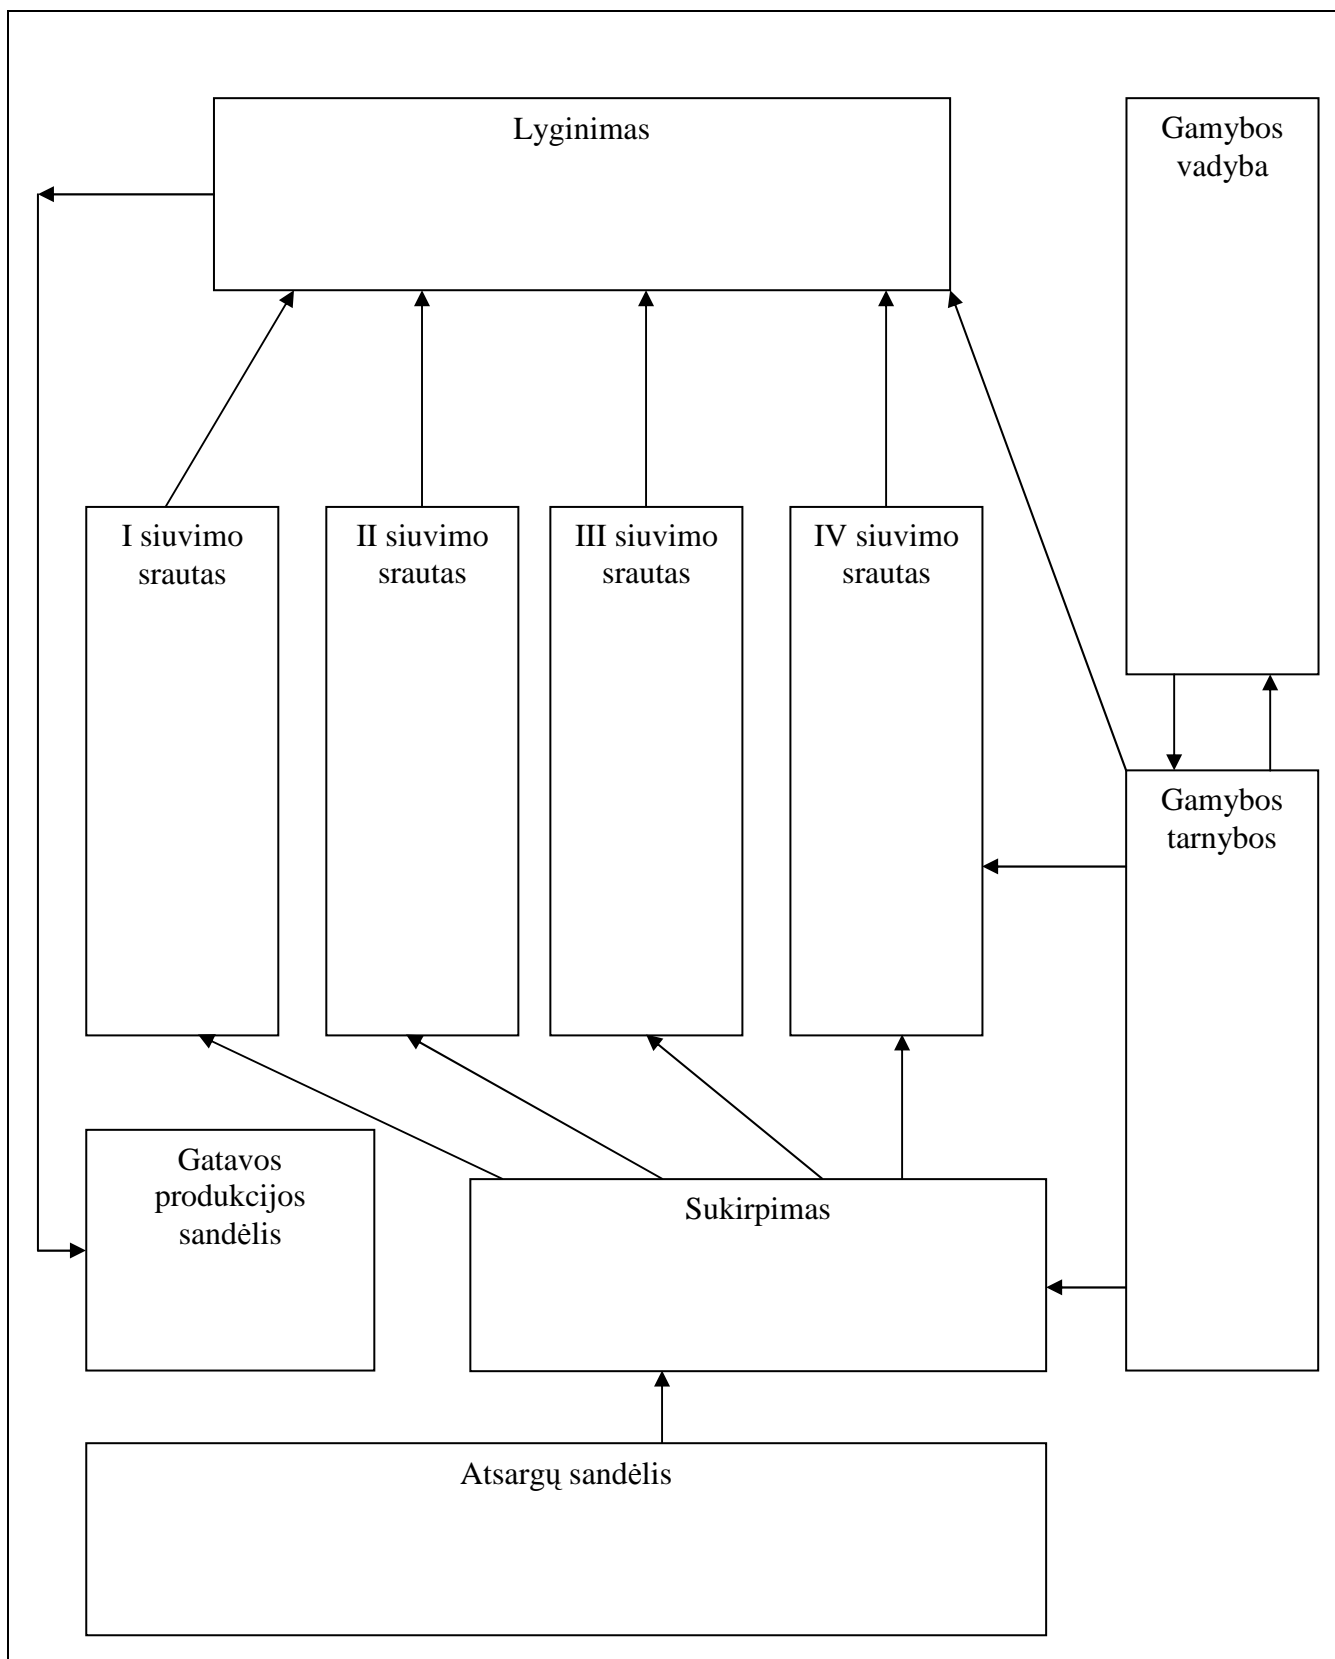 Lyginimas
Gamybos
vadyba
I siuvimo
srautas
II siuvimo
srautas
III siuvimo
srautas
IV siuvimo
srautas
Gamybos
tarnybos
Gatavos
produkcijos
sandėlis
Sukirpimas
Atsargų sandėlis